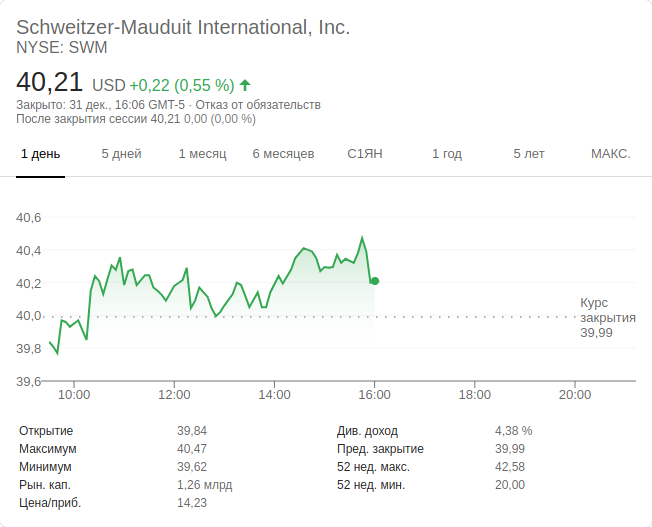 Schweitzer-Mauduit International, Inc.
NYSE: SWM
40,21 USD +0,22 (0,55 %)
Закрыто: 31 дек., 16:06 GMT-5 · Отказ от обязательств
После закрытия сессии 40,21 0,00 (0,00 %)
1 день 5 дней 1 месяц 6 месяцев С1ЯН 1 год 5 лет МАКС.
40,6
40,4
40,2
40,0
39,8
39,6
Курс
закрытия
39,99
10:00 12:00 14:00 16:00 18:00 20:00
Открытие 39,84 Див. доход 4,38 %
Максимум 40,47 Пред. закрытие 39,99
Минимум 39,62 52 нед. макс. 42,58
Рын. кап. 1,26 млрд 52 нед. мин. 20,00
Цена/приб. 14,23